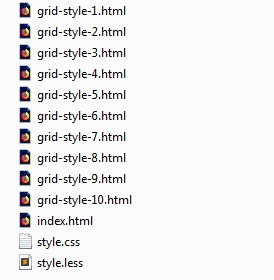 grid-style-1.html
grid-style-2.html
grid-style-3.html
grid-style-4.html
grid-style-5.html
grid-style-6.html
grid-style-7.html
grid-style-8.html
grid-style-9.html
grid-style-10.html
index.html
style.css
style.less